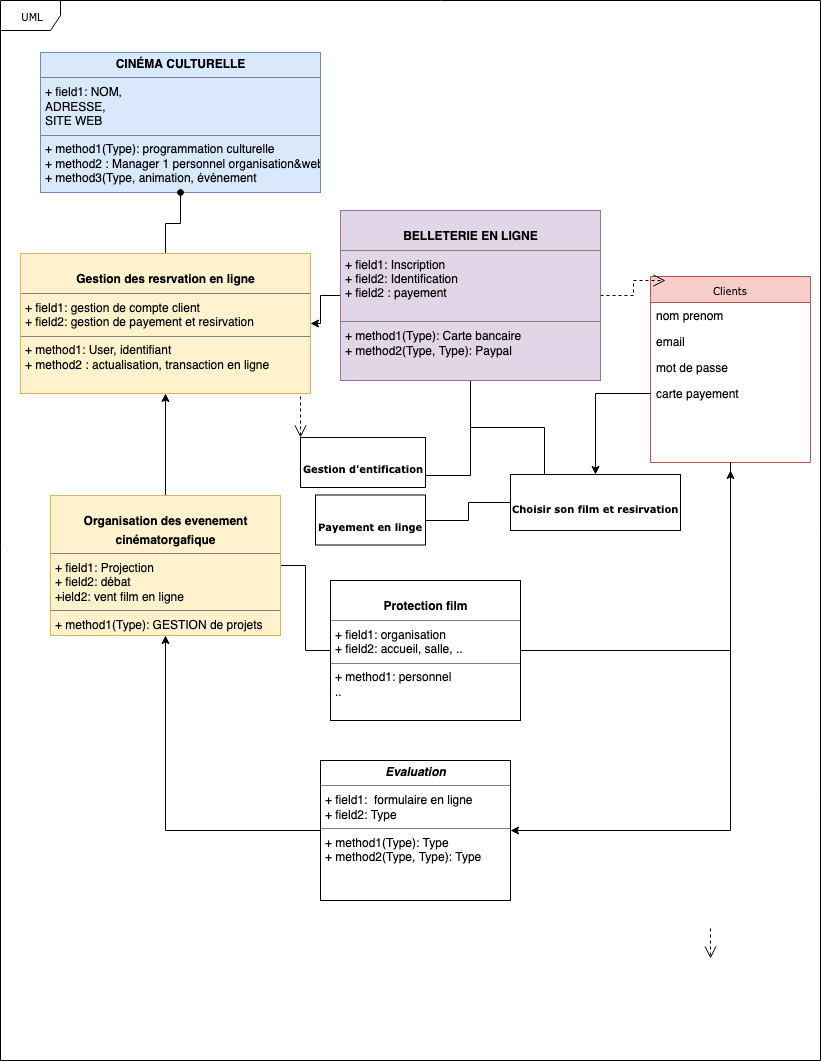 UML
CINÉMA CULTURELLE
+ field1: NOM,
ADRESSE,
SITE WEB
+ method1(Type): programmation culturelle
+ method2 : Manager 1 personnel organisation&web
+ method3(Type, animation, événement
BELLETERIE EN LIGNE
+ field1: Inscription
+ field2: Identification
+ field2 : payement
+ method1(Type): Carte bancaire
+ method2(Type, Type): Paypal
Gestion des resrvation en ligne
+ field1: gestion de compte client
+ field2: gestion de payement et resirvation
+ method1: User, identifiant
+ method2 : actualisation, transaction en ligne
Clients
nom prenom
email
mot de passe
carte payement
Gestion d'entification
Choisir son film et resirvation
Payement en linge
Organisation des evenement
cinématorgafique
+ field1: Projection
+ field2: débat
+ield2: vent film en ligne
+ method1(Type): GESTION de projets
Protection film
+ field1: organisation
+ field2: accueil, salle, ..
+ method1: personnel
..
Evaluation
+ field1:  formulaire en ligne
+ field2: Type
+ method1(Type): Type
+ method2(Type, Type): Type